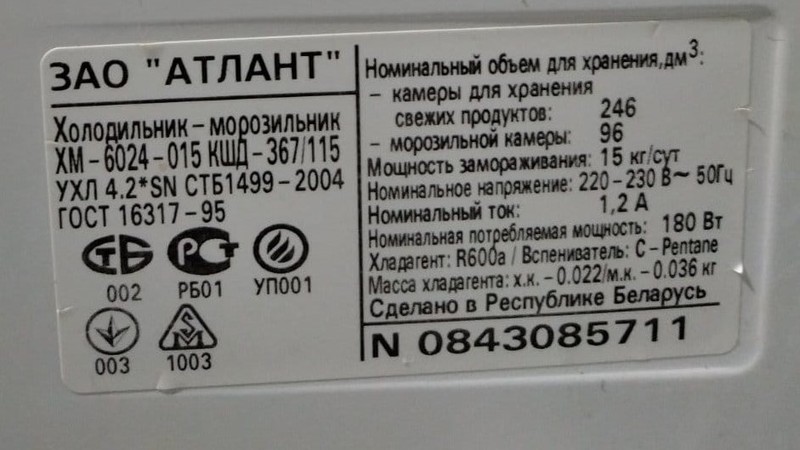 ЗАО "АТЛАНТ"
Холодильник – морозильник
ХМ – 6024 – 015 КШД – 367/115
УХЛ 4.2*SN СТБ1499 – 2004
ГОСТ 16317 – 95
СТБ РСТ
002 РБ01 УП001
003 1003
Номинальный объем для хранения, дм³:
– камеры для хранения
свежих продуктов: 246
– морозильной камеры: 96
Мощность замораживания: 15 кг/сут
Номинальное напряжение: 220 – 230 В~ 50Гц
Номинальный ток: 1,2 А
Номинальная потребляемая мощность: 180 Вт
Хладагент: R600a / Вспениватель: C – Pentane
Масса хладагента: х.к. – 0.022/м.к. – 0.036 кг
Сделано в Республике Беларусь
N 0843085711